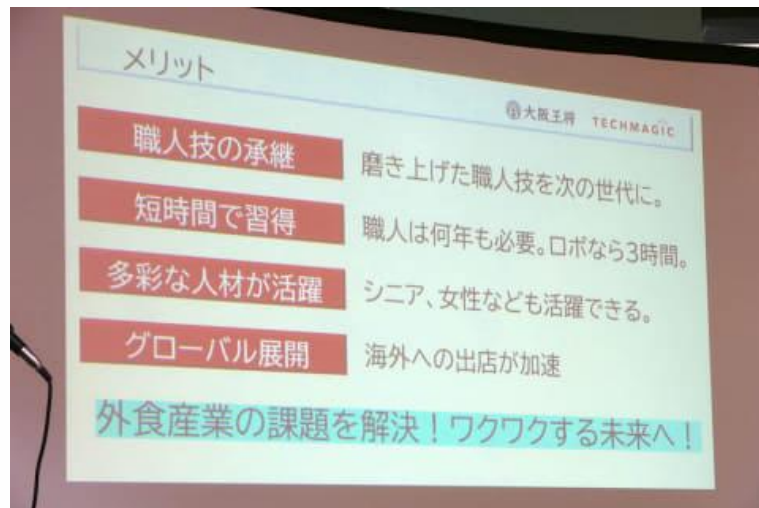 メリット
大阪王将 TECHMAGIC
職人技の承継 磨き上げた職人技を次の世代に。
短時間で習得 職人は何年も必要。ロボなら3時間。
多彩な人材が活躍 シニア、女性なども活躍できる。
グローバル展開 海外への出店が加速
外食産業の課題を解決！ワクワクする未来へ！